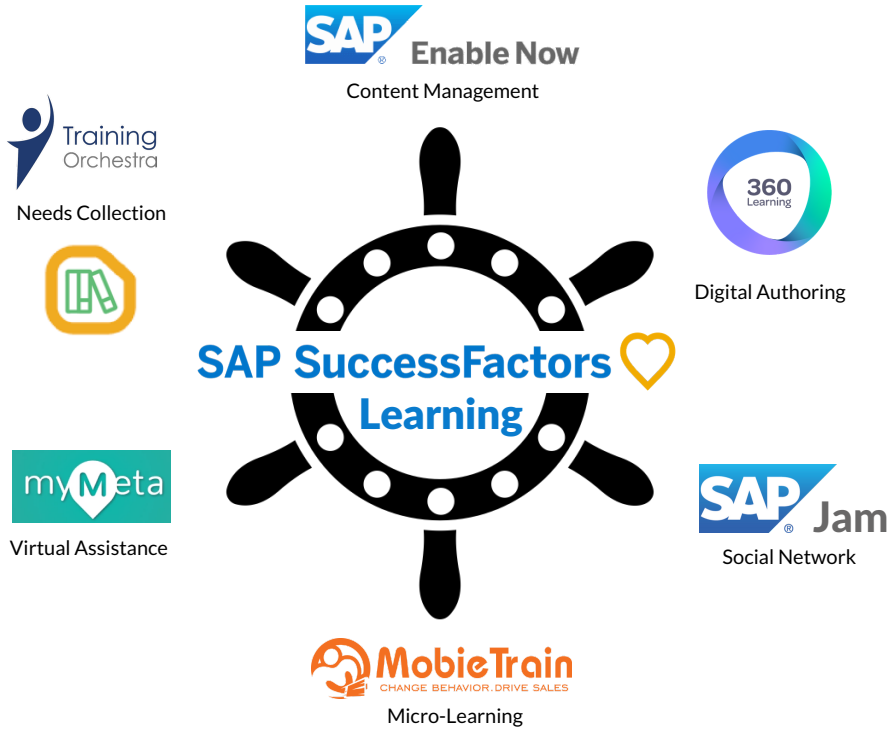 SAP ® Enable Now
Content Management
Training
Orchestra
Needs Collection
360
Learning
Digital Authoring
SAP SuccessFactors
Learning
myMeta
Virtual Assistance
SAP ® Jam
Social Network
MobieTrain
CHANGE BEHAVIOR. DRIVE SALES
Micro-Learning